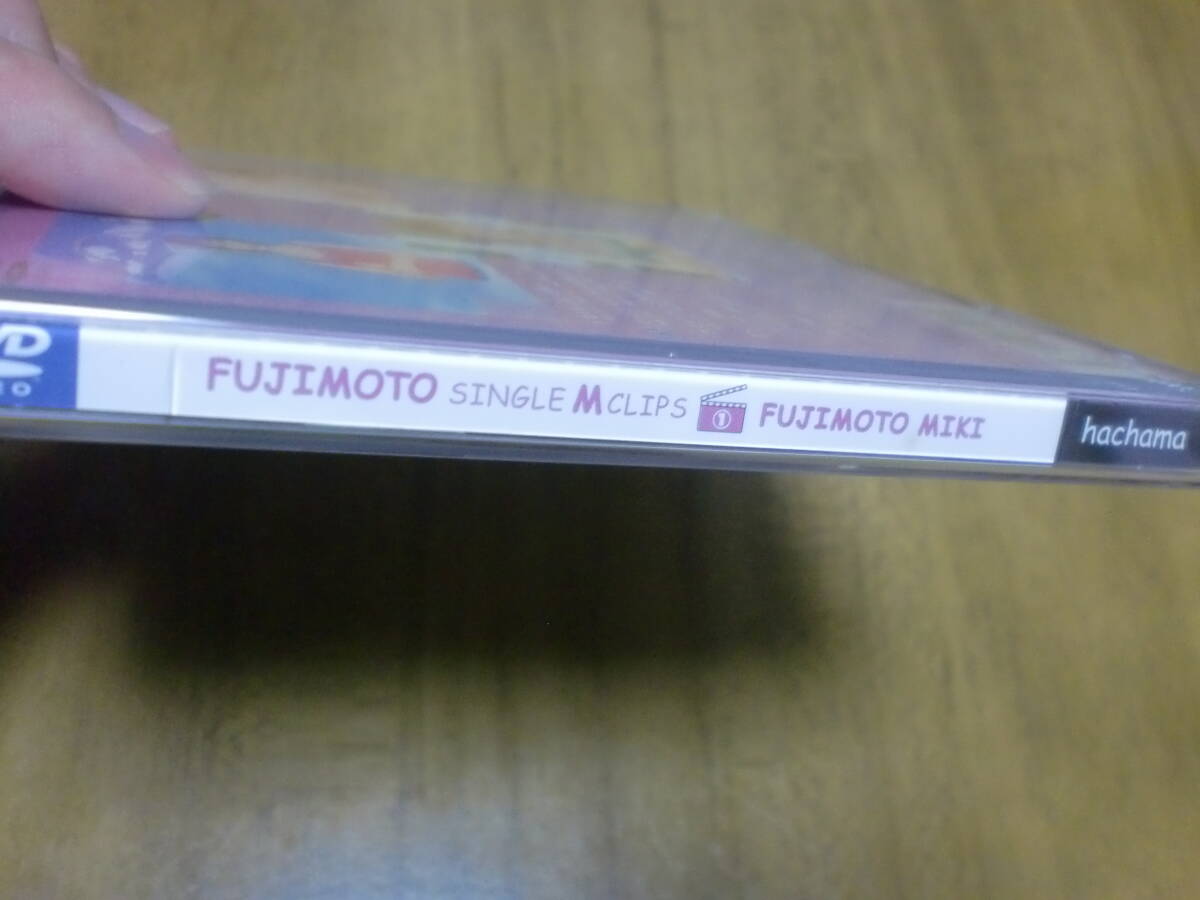 FUJIMOTO SINGLE M CLIPS ① FUJIMOTO MIKI
hachama